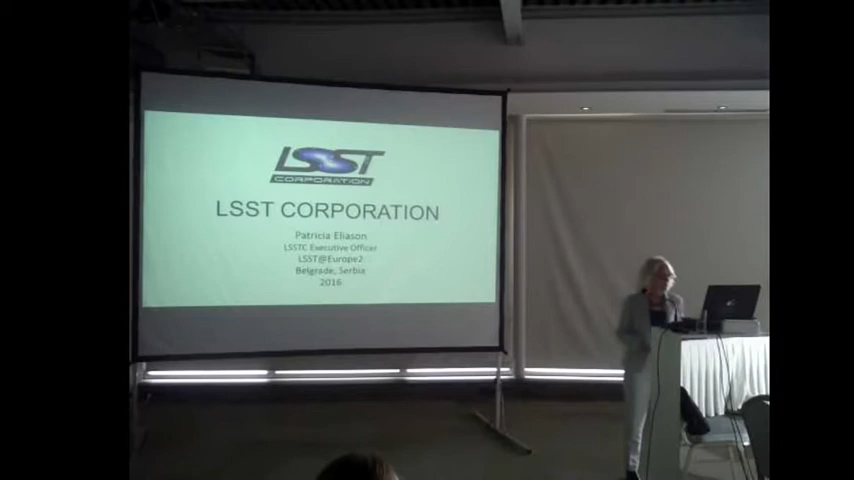 LSST
CORPORATION
LSST CORPORATION
Patricia Eliason
LSSTC Executive Officer
LSST@Europe2
Belgrade, Serbia
2016